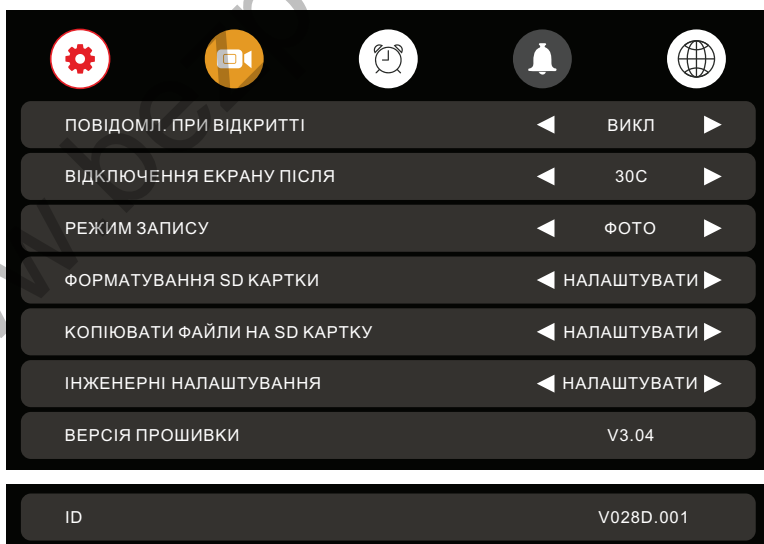 ПОВІДОМЛ. ПРИ ВІДКРИТТІ ВИКЛ
ВІДКЛЮЧЕННЯ ЕКРАНУ ПІСЛЯ 30С
РЕЖИМ ЗАПИСУ ФОТО
ФОРМАТУВАННЯ SD КАРТКИ НАЛАШТУВАТИ
КОПІЮВАТИ ФАЙЛИ НА SD КАРТКУ НАЛАШТУВАТИ
ІНЖЕНЕРНІ НАЛАШТУВАННЯ НАЛАШТУВАТИ
ВЕРСІЯ ПРОШИВКИ V3.04
ID V028D.001